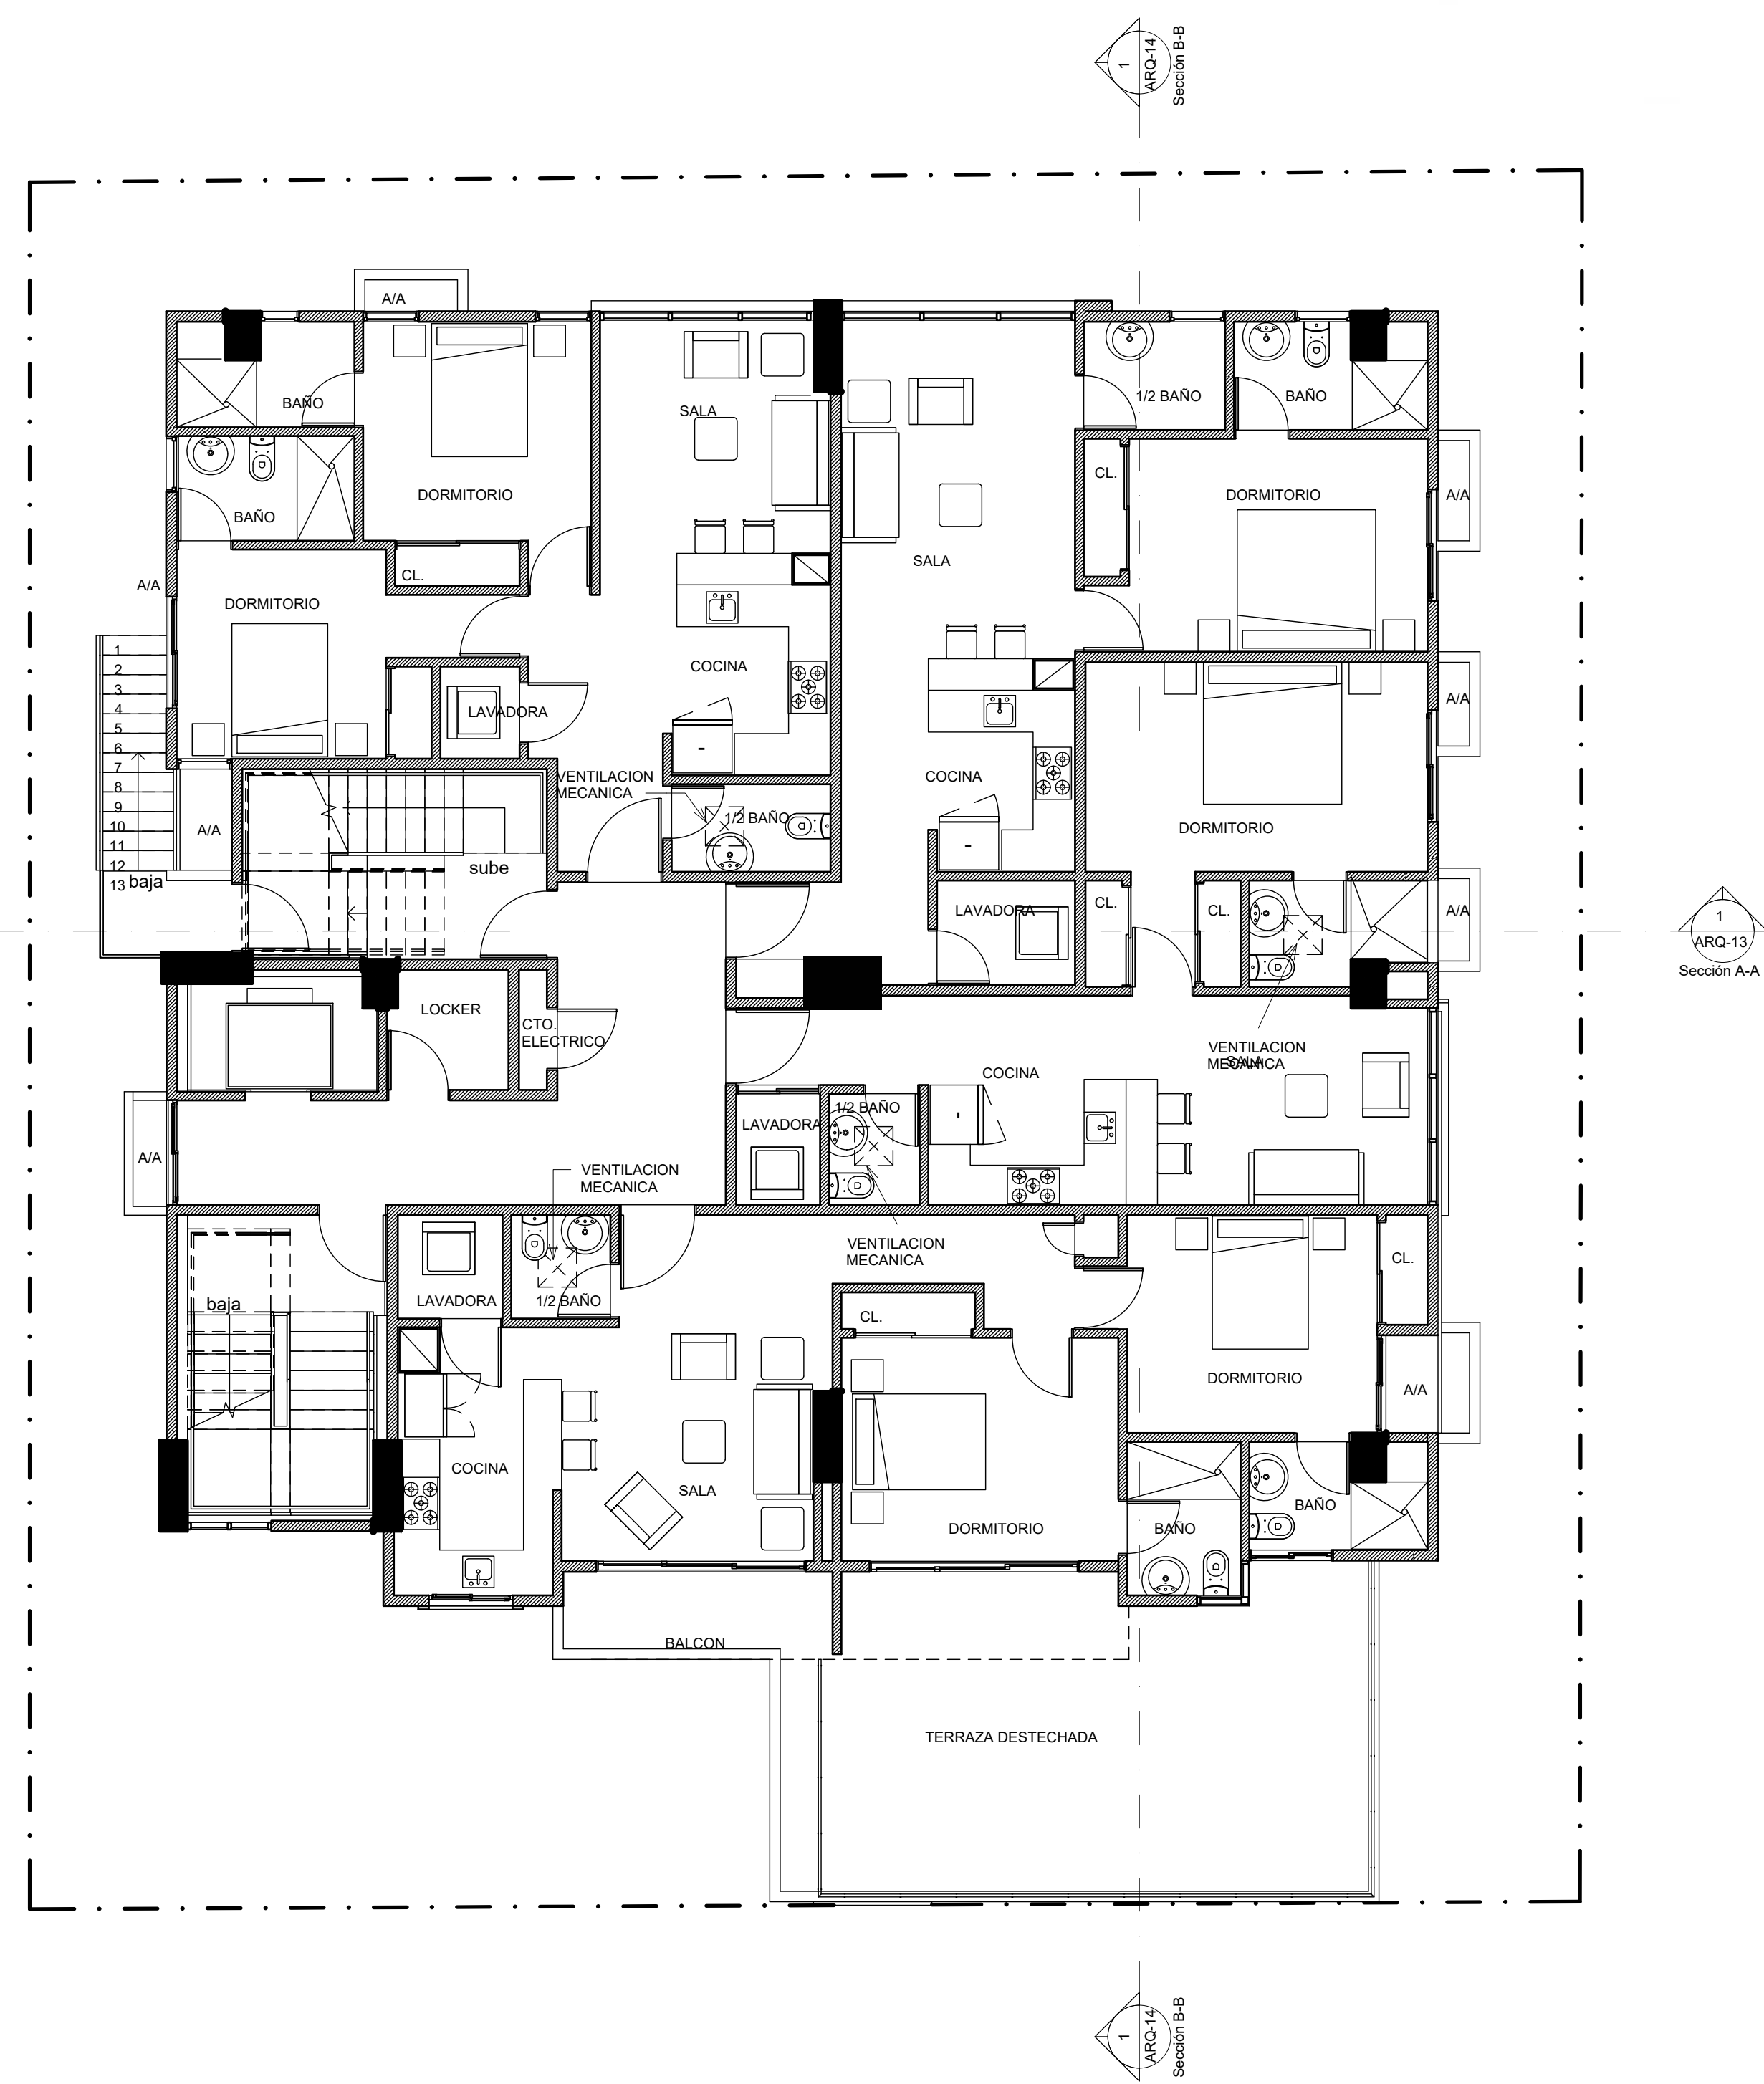 1
ARQ-14
Sección B-B
A/A
BAÑO
SALA
1/2 BAÑO
BAÑO
CL.
DORMITORIO
DORMITORIO
A/A
BAÑO
SALA
CL.
A/A
DORMITORIO
1
2
3
4
5
6
7
8
9
10
11
12
13
baja
COCINA
A/A
LAVADORA
VENTILACION
MECANICA
COCINA
1/2 BAÑO
DORMITORIO
A/A
sube
LAVADORA
CL.
CL.
A/A
1
ARQ-13
Sección A-A
LOCKER
CTO.
ELECTRICO
VENTILACION
MECANICA
SALA
COCINA
1/2 BAÑO
LAVADORA
A/A
VENTILACION
MECANICA
VENTILACION
MECANICA
CL.
baja
LAVADORA
1/2 BAÑO
CL.
DORMITORIO
A/A
COCINA
SALA
BAÑO
DORMITORIO
BAÑO
BALCON
TERRAZA DESTECHADA
1
ARQ-14
Sección B-B